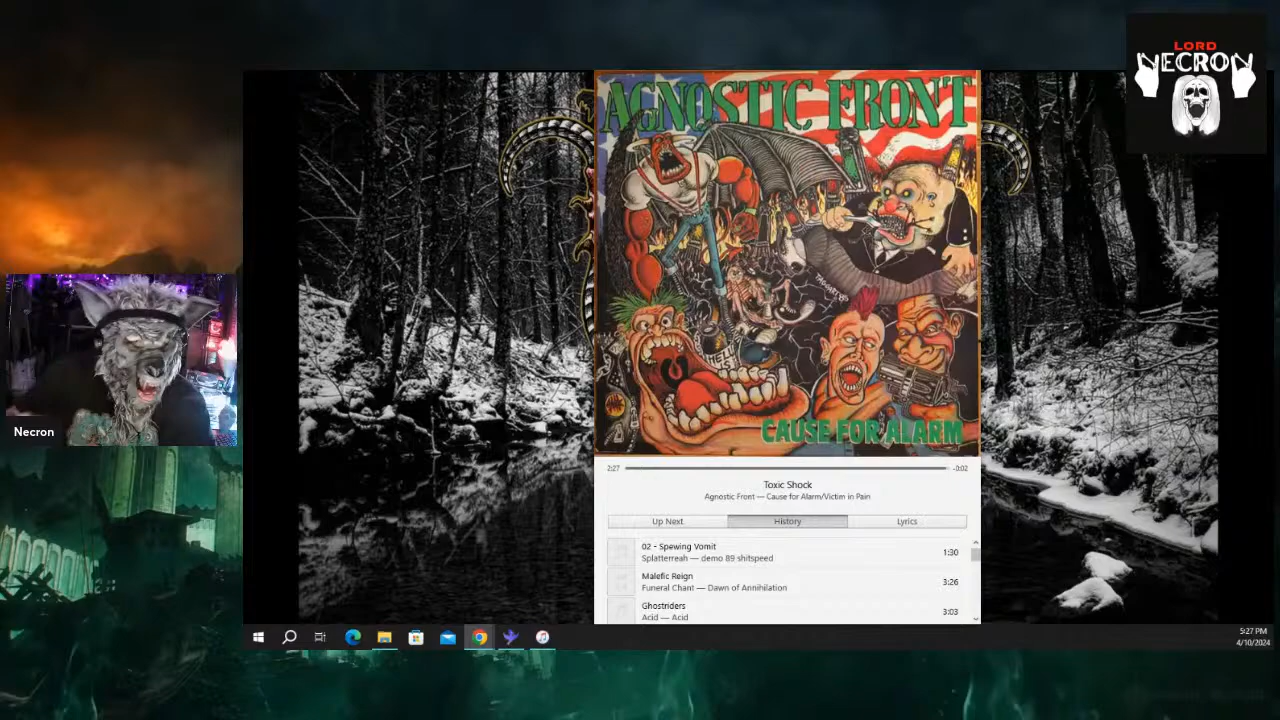 LORD
NECRON
AGNOSTIC FRONT
MAGGOTS
HELL
CAUSE FOR ALARM
Necron
2:27
-0:02
Toxic Shock
Agnostic Front — Cause for Alarm/Victim in Pain
Up Next
History
Lyrics
02 - Spewing Vomit
1:30
Splatterreah — demo 89 shitspeed
Malefic Reign
3:26
Funeral Chant — Dawn of Annihilation
Ghostriders
3:03
Acid — Acid
5:27 PM
4/10/2024